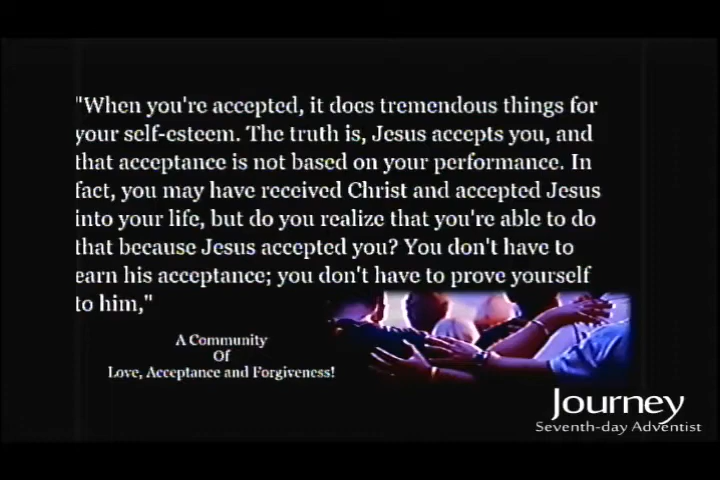 "When you're accepted, it does tremendous things for
your self-esteem. The truth is, Jesus accepts you, and
that acceptance is not based on your performance. In
fact, you may have received Christ and accepted Jesus
into your life, but do you realize that you're able to do
that because Jesus accepted you? You don't have to
earn his acceptance; you don't have to prove yourself
to him,"
A Community
Of
Love, Acceptance and Forgiveness!
Journey
Seventh-day Adventist